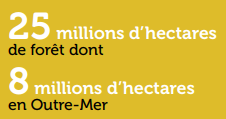 25 millions d’hectares
de forêt dont
8 millions d’hectares
en Outre-Mer